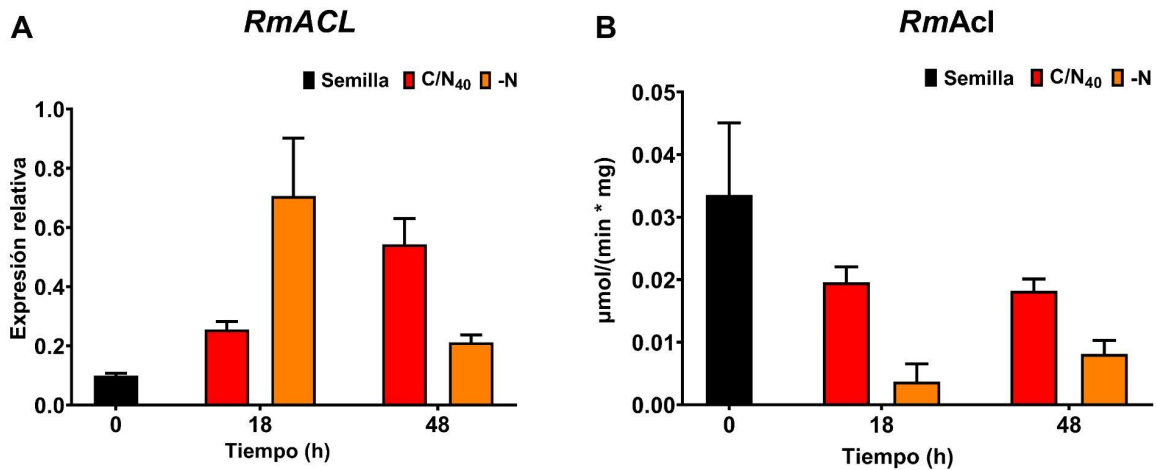 A
RmACL
Semilla C/N₄₀ -N
Expresión relativa
1.0
0.8
0.6
0.4
0.2
0.0
0 18 48
Tiempo (h)
B
RmAcl
Semilla C/N₄₀ -N
µmol/(min * mg)
0.05
0.04
0.03
0.02
0.01
0.00
0 18 48
Tiempo (h)